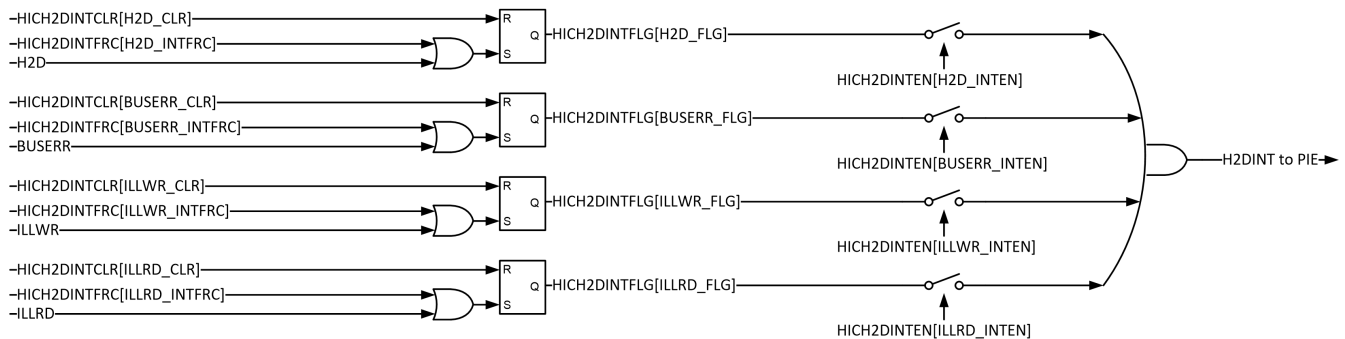 HICH2DINTCLR[H2D_CLR]
HICH2DINTFRC[H2D_INTFRC]
H2D
R
Q
S
HICH2DINTFLG[H2D_FLG]
HICH2DINTEN[H2D_INTEN]
HICH2DINTCLR[BUSERR_CLR]
HICH2DINTFRC[BUSERR_INTFRC]
BUSERR
R
Q
S
HICH2DINTFLG[BUSERR_FLG]
HICH2DINTEN[BUSERR_INTEN]
H2DINT to PIE
HICH2DINTCLR[ILLWR_CLR]
HICH2DINTFRC[ILLWR_INTFRC]
ILLWR
R
Q
S
HICH2DINTFLG[ILLWR_FLG]
HICH2DINTEN[ILLWR_INTEN]
HICH2DINTCLR[ILLRD_CLR]
HICH2DINTFRC[ILLRD_INTFRC]
ILLRD
R
Q
S
HICH2DINTFLG[ILLRD_FLG]
HICH2DINTEN[ILLRD_INTEN]